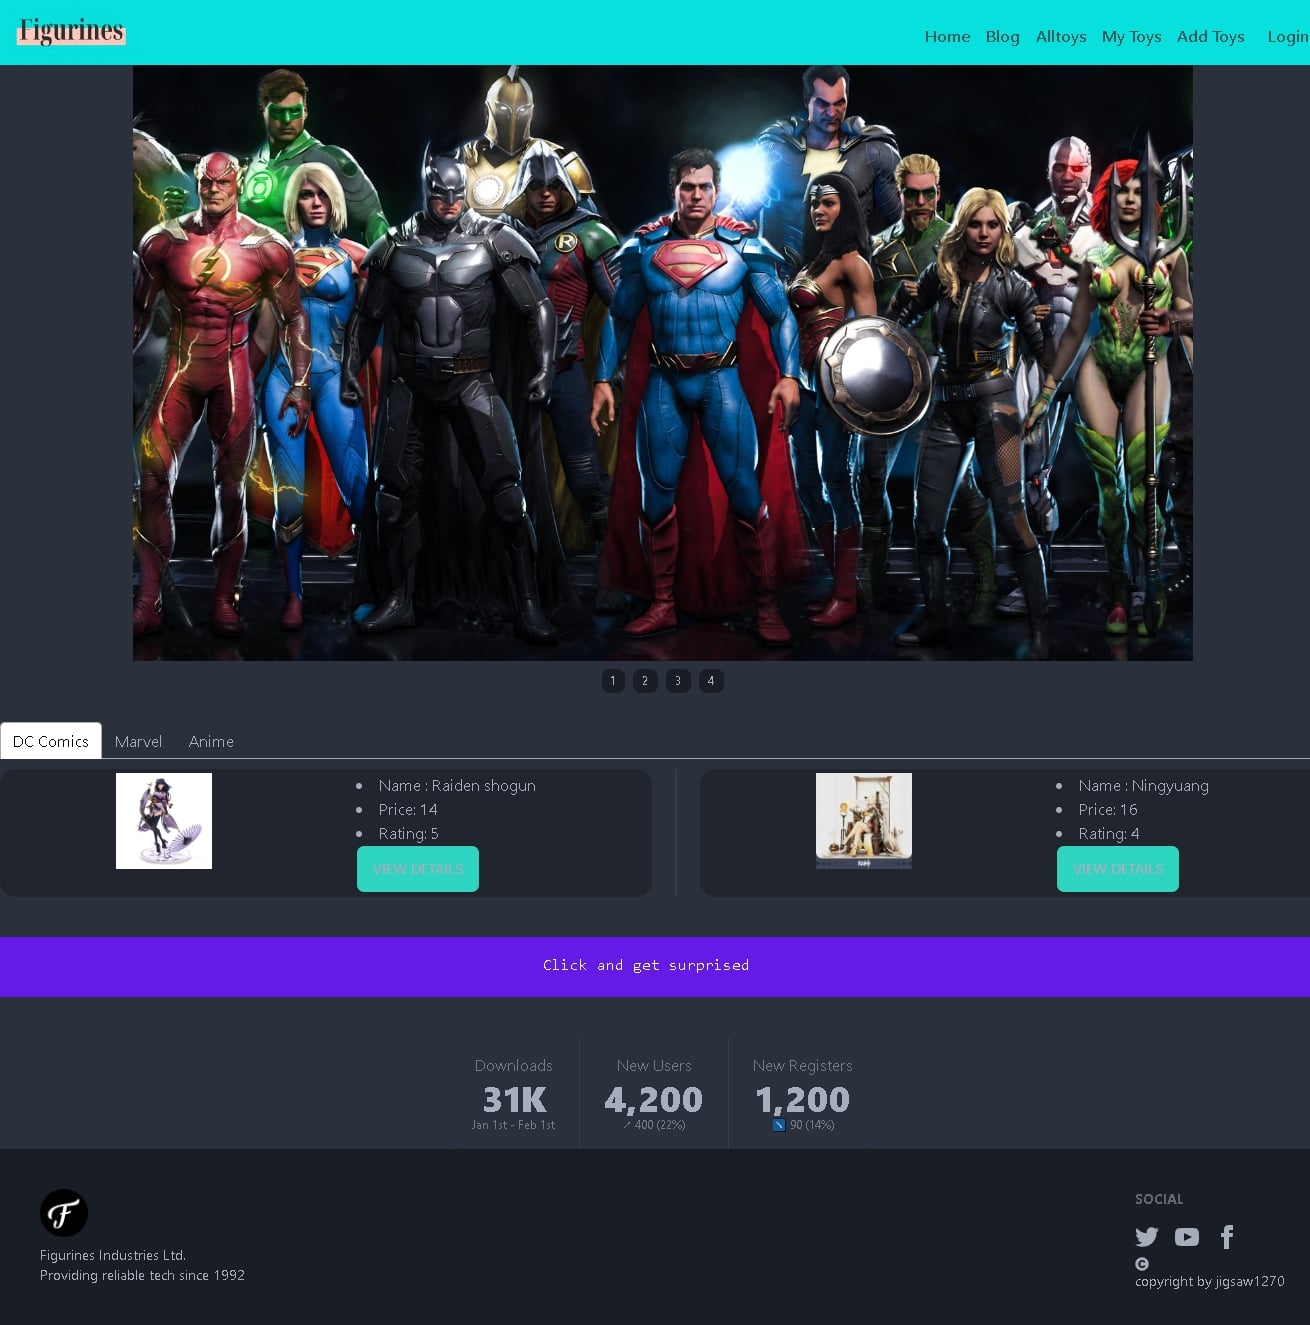 Figurines
Home Blog Alltoys My Toys Add Toys Login
R
S
1 2 3 4
DC Comics Marvel Anime
Name : Raiden shogun
Price: 14
Rating: 5
VIEW DETAILS
Name : Ningyuang
Price: 16
Rating: 4
VIEW DETAILS
Click and get surprised
Downloads
31K
Jan 1st - Feb 1st
New Users
4,200
↗︎ 400 (22%)
New Registers
1,200
↘️ 90 (14%)
F
Figurines Industries Ltd.
Providing reliable tech since 1992
SOCIAL
©
copyright by jigsaw1270